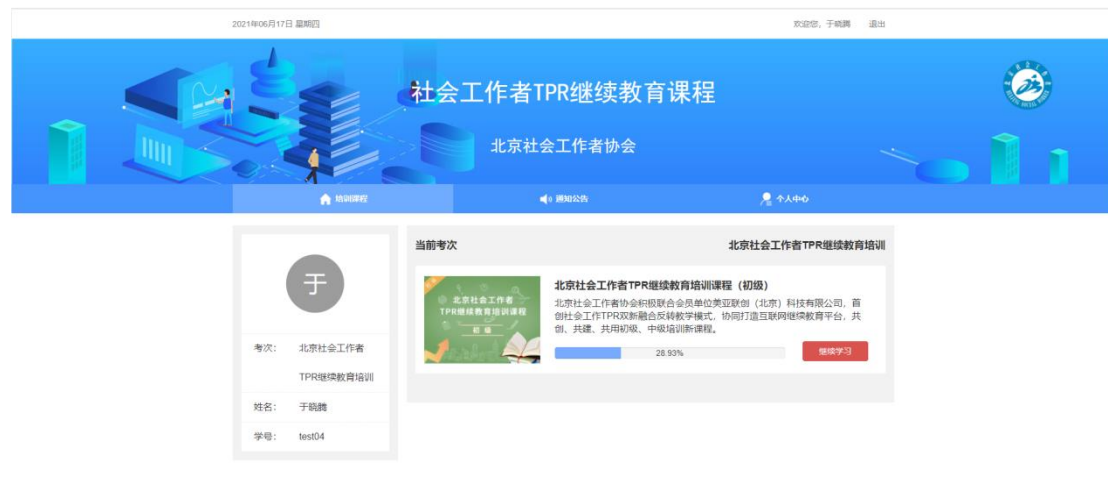 2021年06月17日 星期四
欢迎您，于晓腾 退出
社会工作者TPR继续教育课程
北京社会工作者协会
培训课程 通知公告 个人中心
于
考次： 北京社会工作者
TPR继续教育培训
姓名： 于晓腾
学号： test04
当前考次 北京社会工作者TPR继续教育培训
北京社会工作者
TPR继续教育培训课程
初 级
北京社会工作者TPR继续教育培训课程（初级）
北京社会工作者协会积极联合会员单位美亚联创（北京）科技有限公司，首
创社会工作TPR双新融合反转教学模式，协同打造互联网继续教育平台，共
创、共建、共用初级、中级培训新课程。
28.93%
继续学习